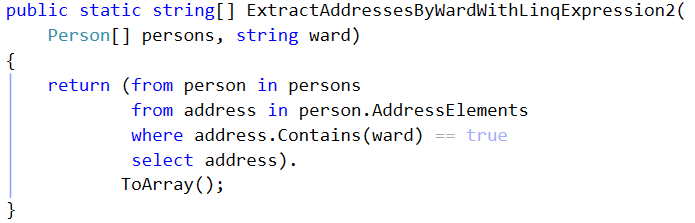 public static string[] ExtractAddressesByWardWithLinqExpression2(
    Person[] persons, string ward)
{
    return (from person in persons
            from address in person.AddressElements
            where address.Contains(ward) == true
            select address).
           ToArray();
}